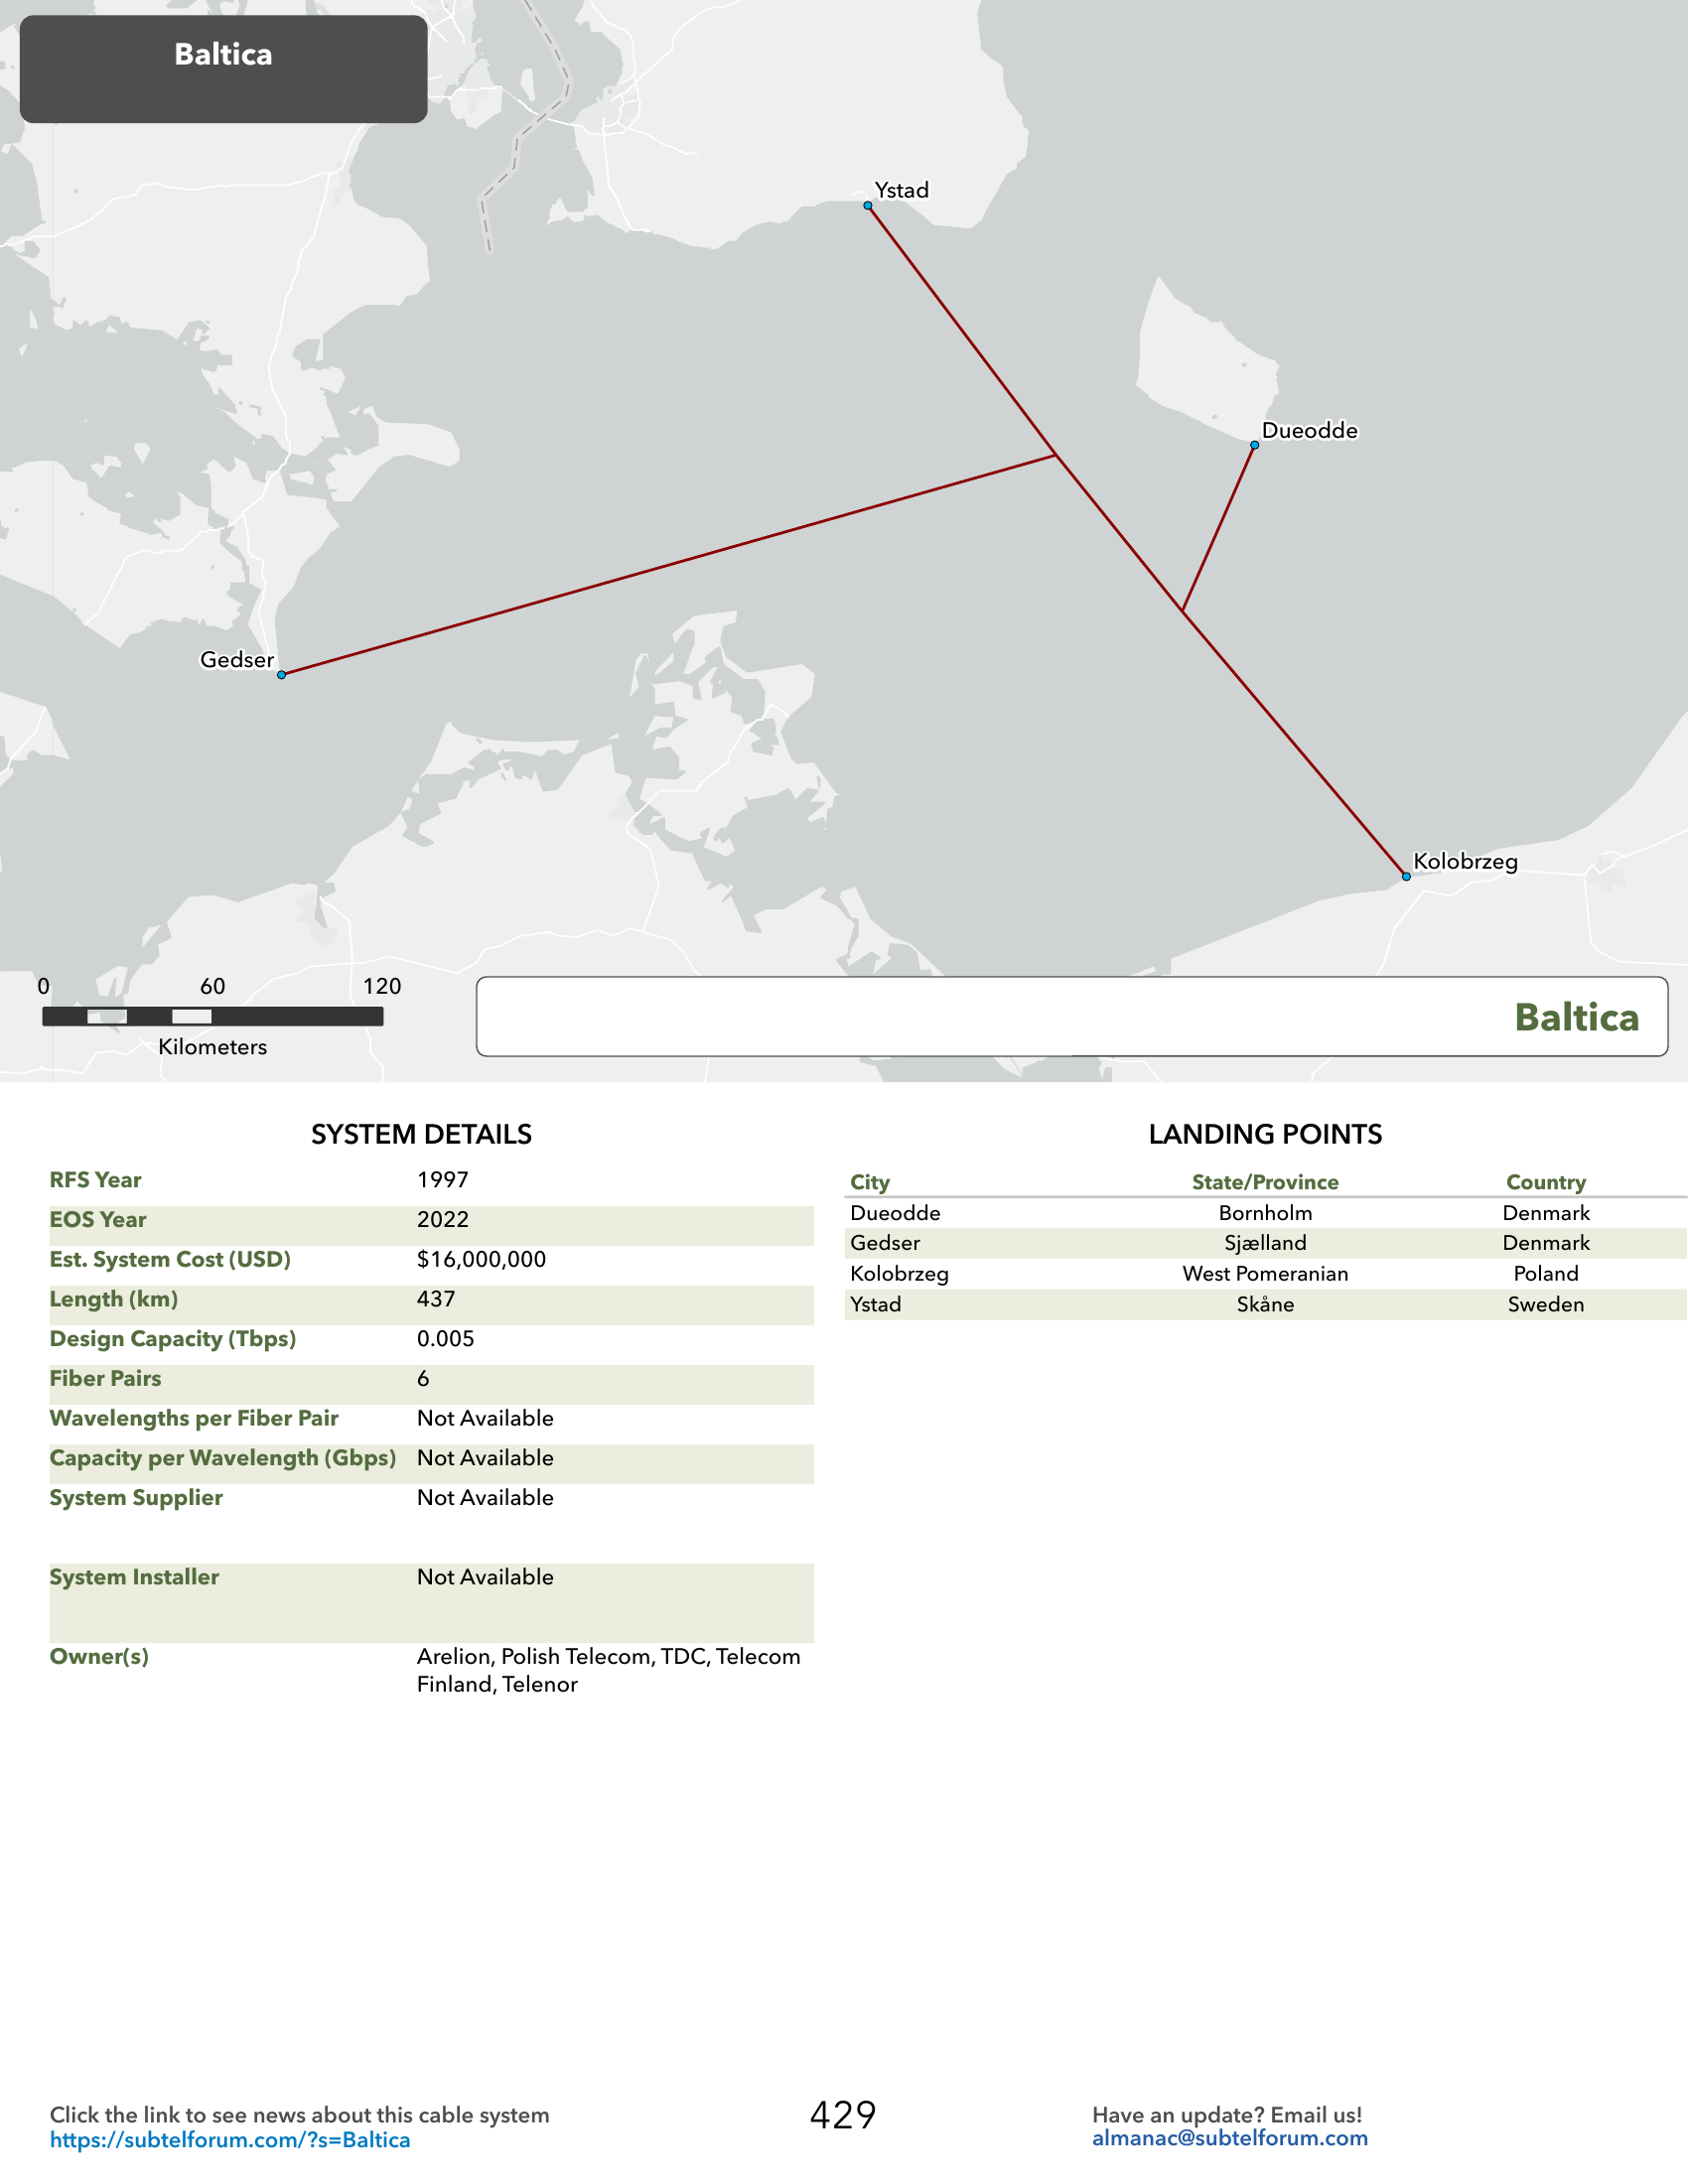 Baltica
Ystad
Dueodde
Gedser
Kolobrzeg
0 60 120
Kilometers
Baltica
SYSTEM DETAILS
RFS Year 1997
EOS Year 2022
Est. System Cost (USD) $16,000,000
Length (km) 437
Design Capacity (Tbps) 0.005
Fiber Pairs 6
Wavelengths per Fiber Pair Not Available
Capacity per Wavelength (Gbps) Not Available
System Supplier Not Available
System Installer Not Available
Owner(s) Arelion, Polish Telecom, TDC, Telecom
Finland, Telenor
LANDING POINTS
City State/Province Country
Dueodde Bornholm Denmark
Gedser Sjælland Denmark
Kolobrzeg West Pomeranian Poland
Ystad Skåne Sweden
Click the link to see news about this cable system
https://subtelforum.com/?s=Baltica
429
Have an update? Email us!
almanac@subtelforum.com